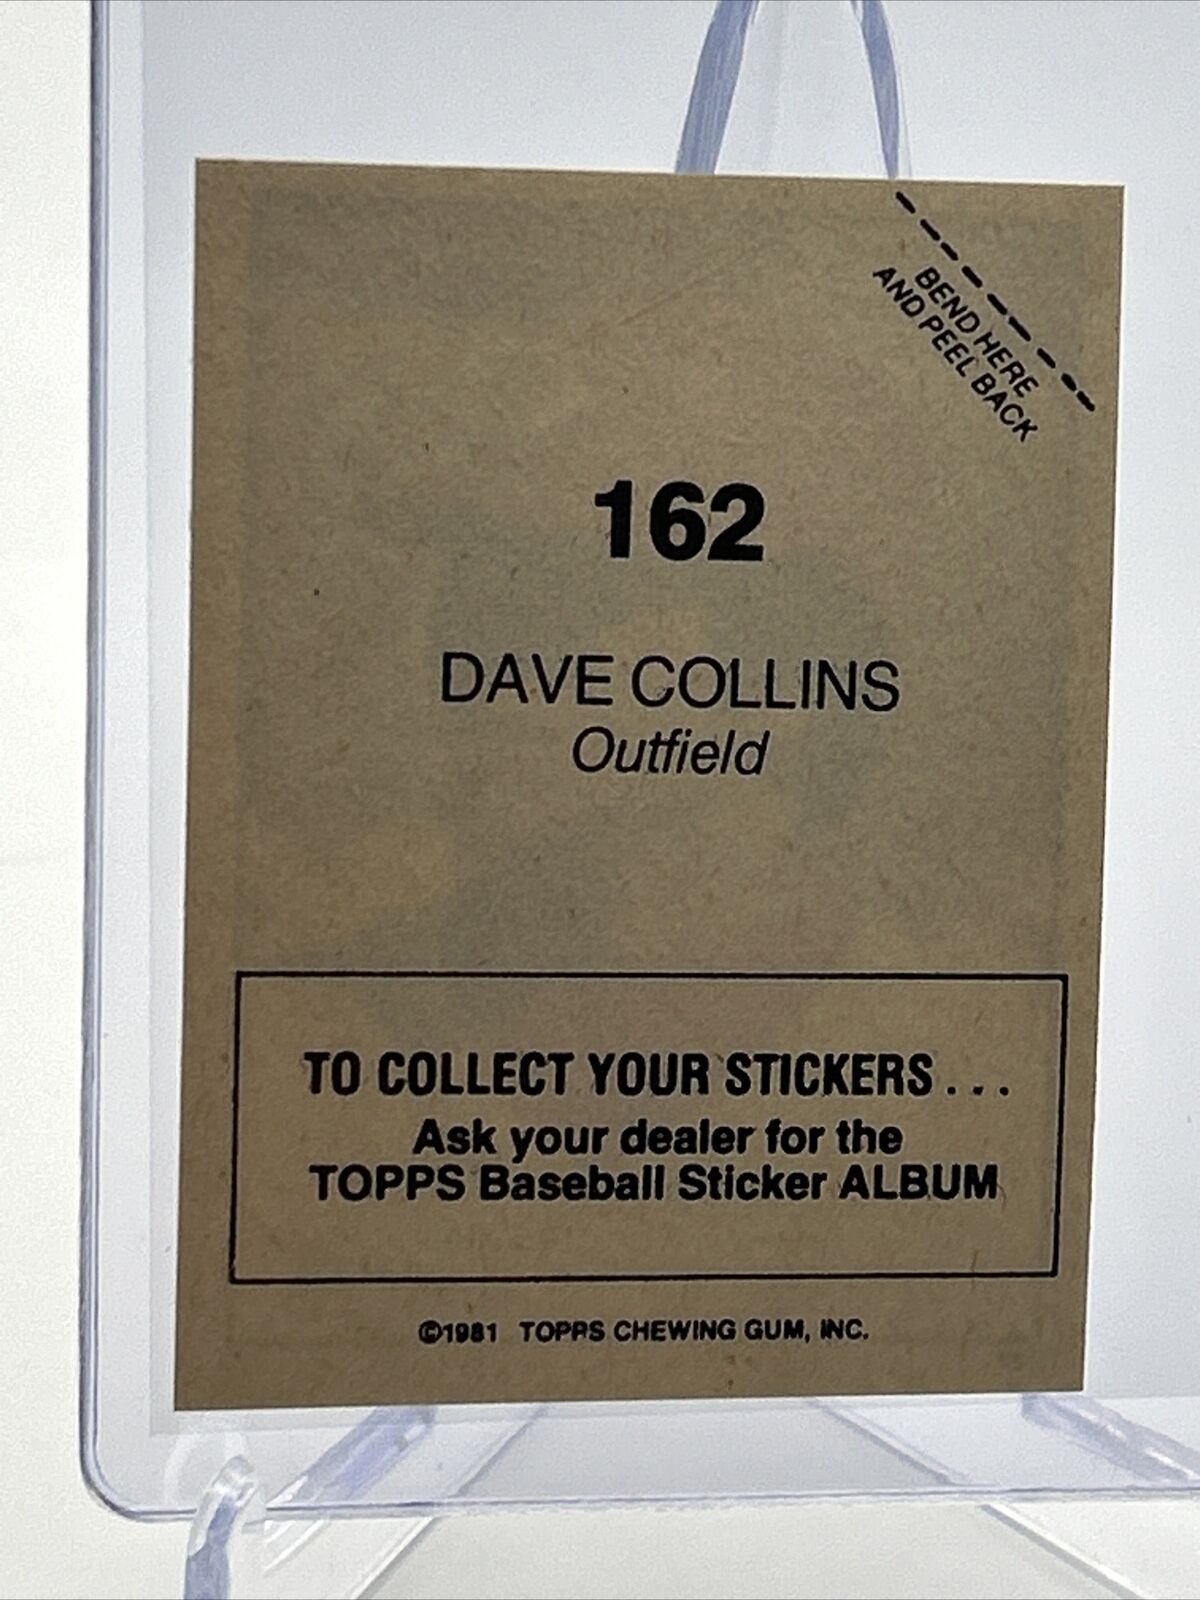 BEND HERE
AND PEEL BACK
162
DAVE COLLINS
Outfield
TO COLLECT YOUR STICKERS...
Ask your dealer for the
TOPPS Baseball Sticker ALBUM
©1981 TOPPS CHEWING GUM, INC.